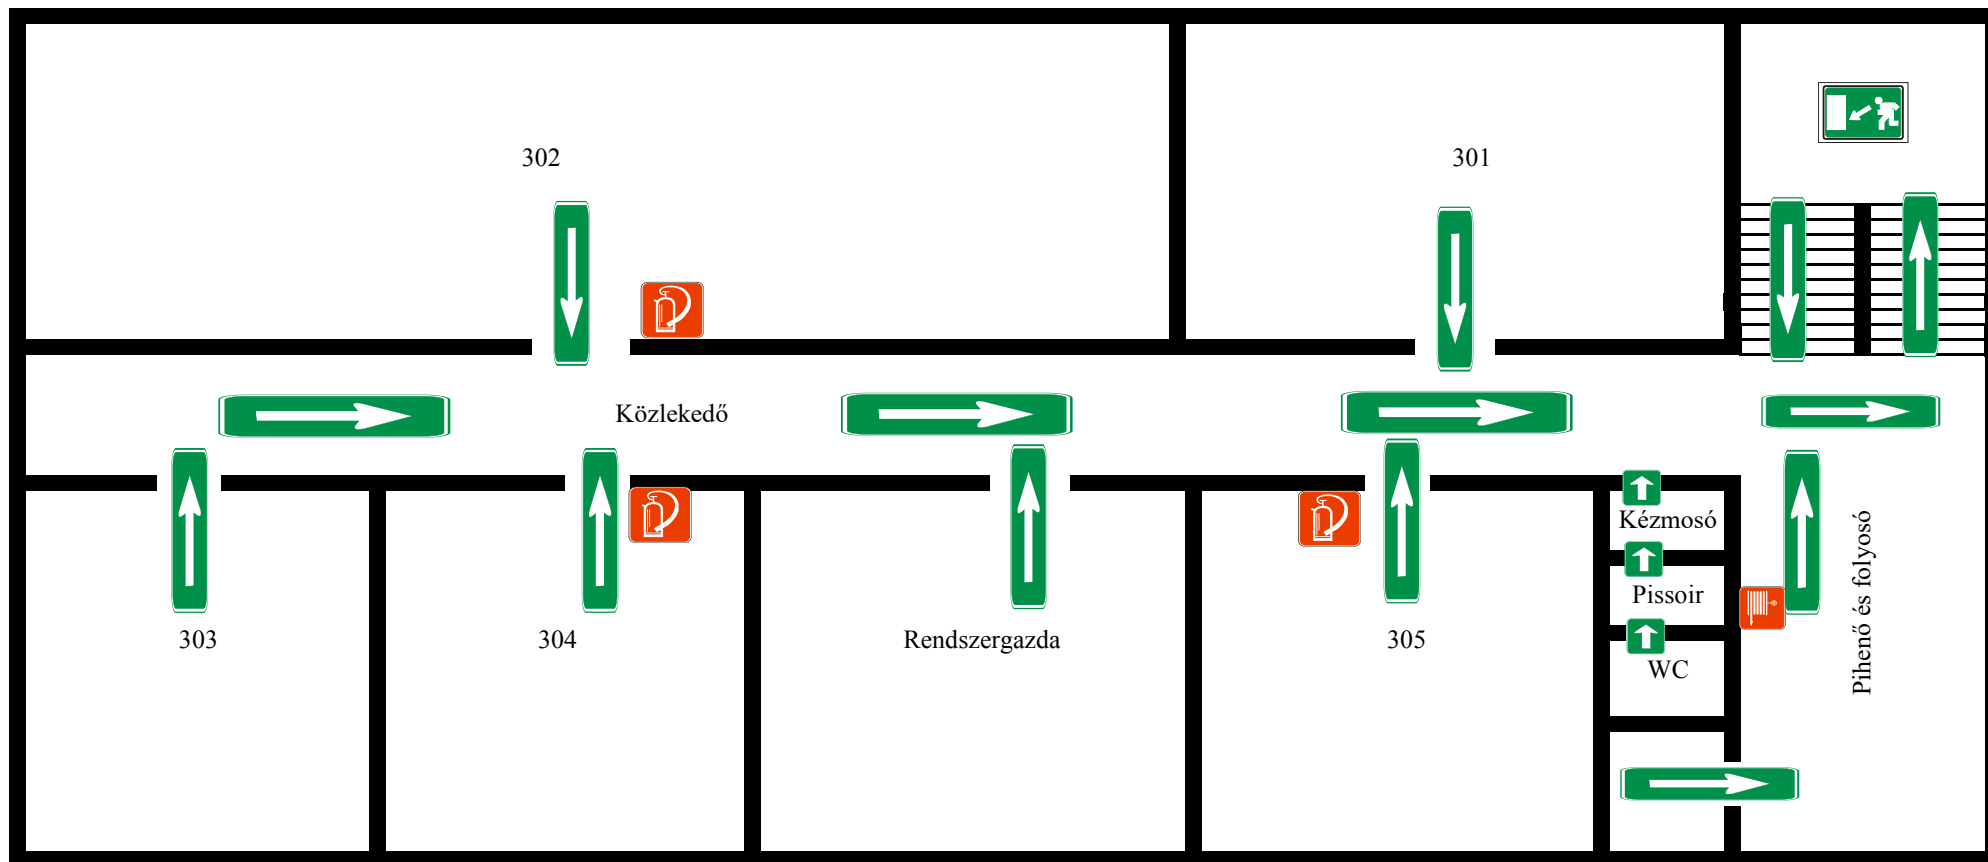 302
301
Közlekedő
Kézmosó
Pissoir
303
304
Rendszergazda
305
WC
Pihenő és folyosó